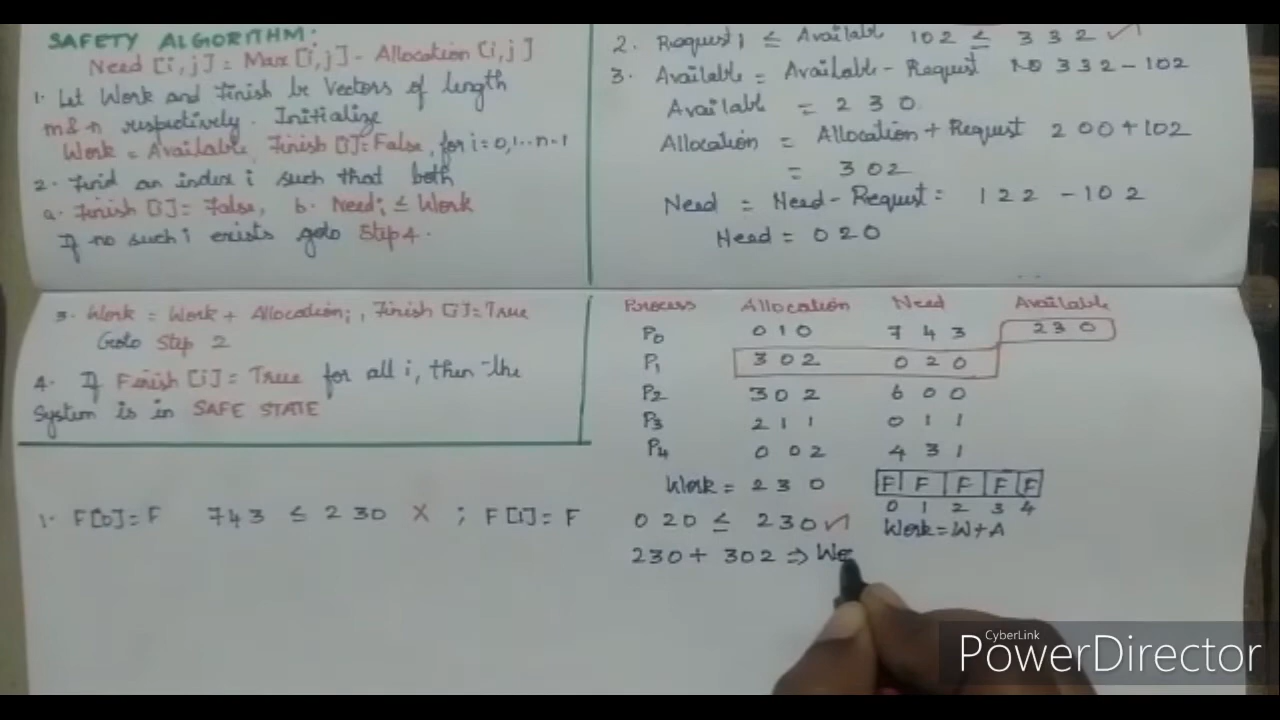 SAFETY ALGORITHM:
Need [i,j] = Max [i,j] - Allocation [i,j]
1. Let Work and Finish be Vectors of length
m & n respectively. Initialize
Work = Available, Finish [i]=False, for i=0,1...n-1
2. Find an index i such that both
a. Finish [i] = False, b. Needi ≤ Work
If no such i exists goto Step 4.
3. Work = Work + Allocationi, Finish [i]=True
Goto Step 2
4. If Finish [i]= True for all i, then the
System is in SAFE STATE
2. Request1 ≤ Available 102 ≤ 332 ✓
3. Available = Available - Request 332-102
Available = 230
Allocation = Allocation + Request 200+102
= 302
Need = Need - Request = 122 - 102
Need = 020
Process Allocation Need Available
P0 010 743 230
P1 302 020
P2 302 600
P3 211 011
P4 002 431
Work = 230 F F F F F
0 1 2 3 4
1. F[0]=F 743 ≤ 230 X ; F[1]=F 020 ≤ 230 ✓ Work=W+A
230 + 302 ⇒ Wo
CyberLink
PowerDirector